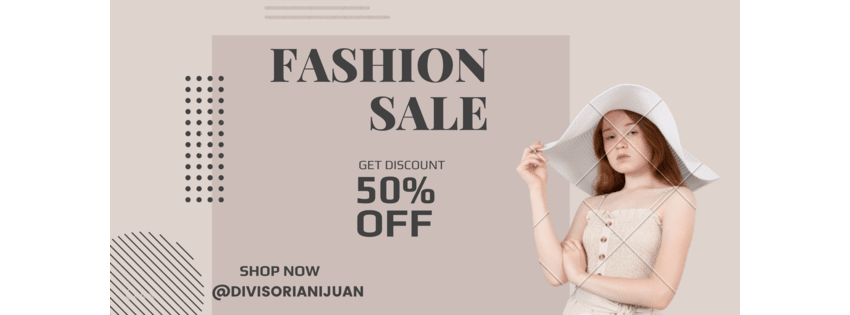 FASHION
SALE
GET DISCOUNT
50%
OFF
SHOP NOW
@DIVISORIANIJUAN